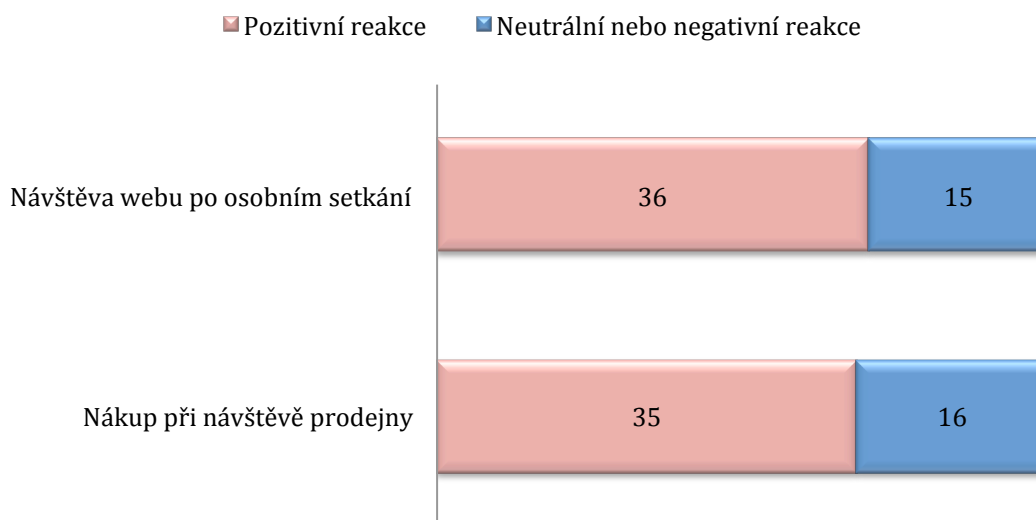 Pozitivní reakce Neutrální nebo negativní reakce
Návštěva webu po osobním setkání 36 15
Nákup při návštěvě prodejny 35 16